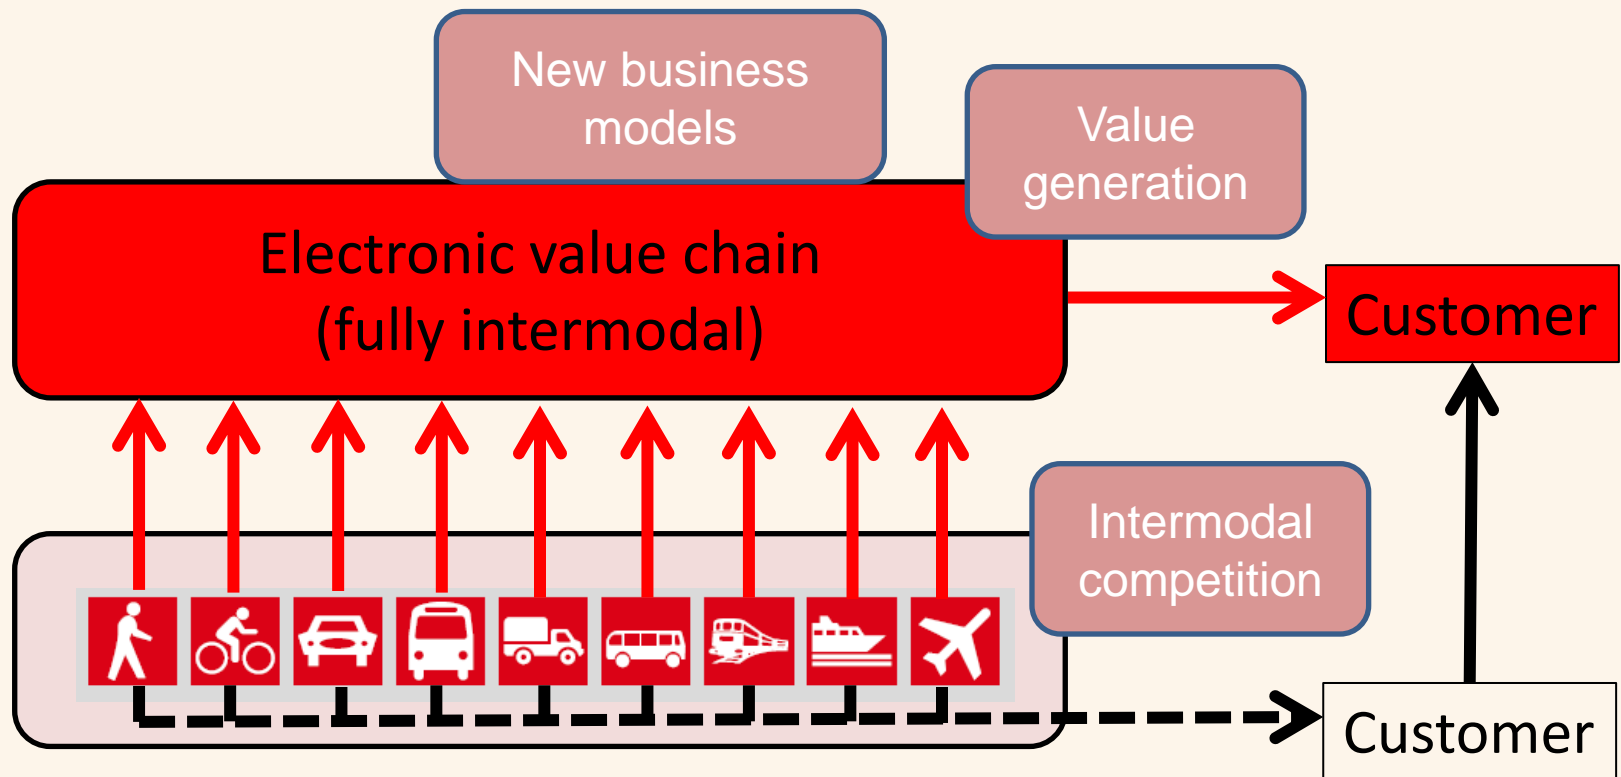 New business
models
Value
generation
Electronic value chain
(fully intermodal)
Customer
Intermodal
competition
Customer